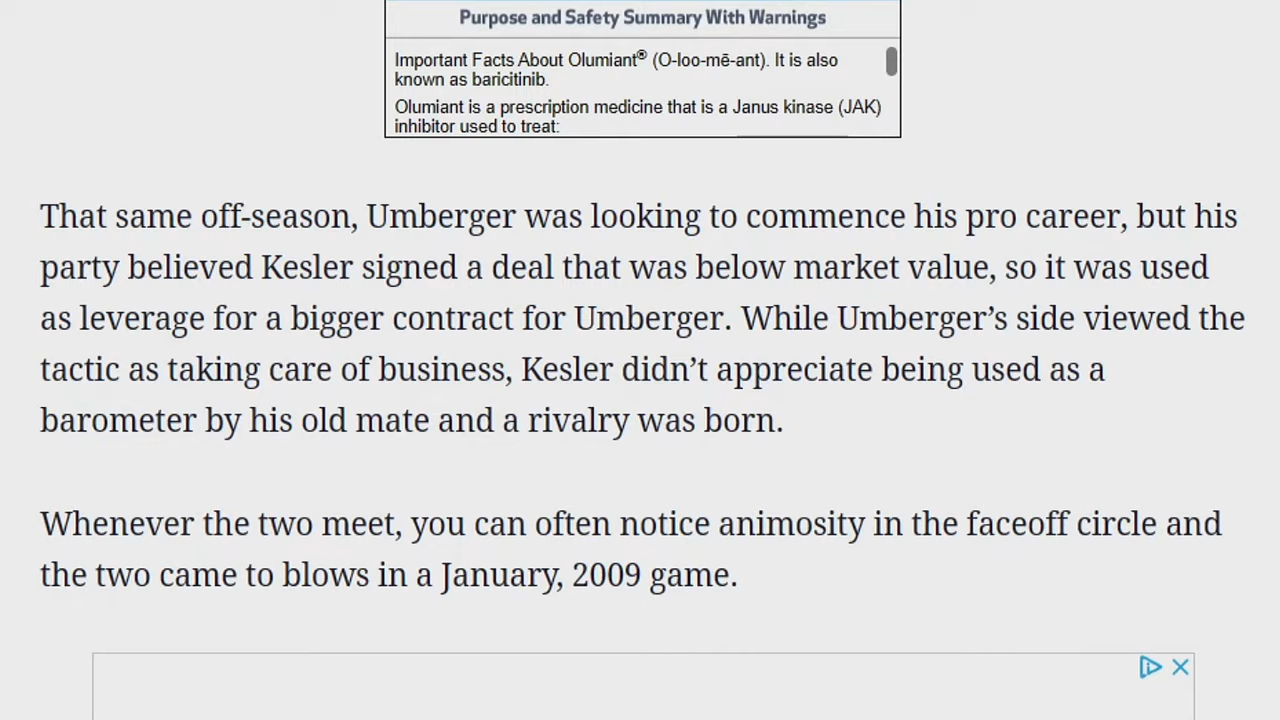 Purpose and Safety Summary With Warnings
Important Facts About Olumiant® (O-loo-mē-ant). It is also
known as baricitinib.
Olumiant is a prescription medicine that is a Janus kinase (JAK)
inhibitor used to treat:
That same off-season, Umberger was looking to commence his pro career, but his
party believed Kesler signed a deal that was below market value, so it was used
as leverage for a bigger contract for Umberger. While Umberger’s side viewed the
tactic as taking care of business, Kesler didn’t appreciate being used as a
barometer by his old mate and a rivalry was born.
Whenever the two meet, you can often notice animosity in the faceoff circle and
the two came to blows in a January, 2009 game.